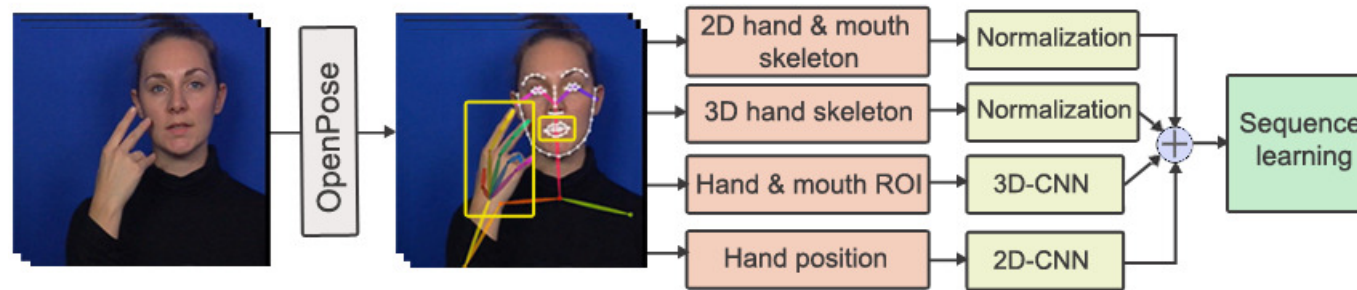 OpenPose
2D hand & mouth
skeleton
Normalization
3D hand skeleton
Normalization
Hand & mouth ROI
3D-CNN
Hand position
2D-CNN
+
Sequence
learning